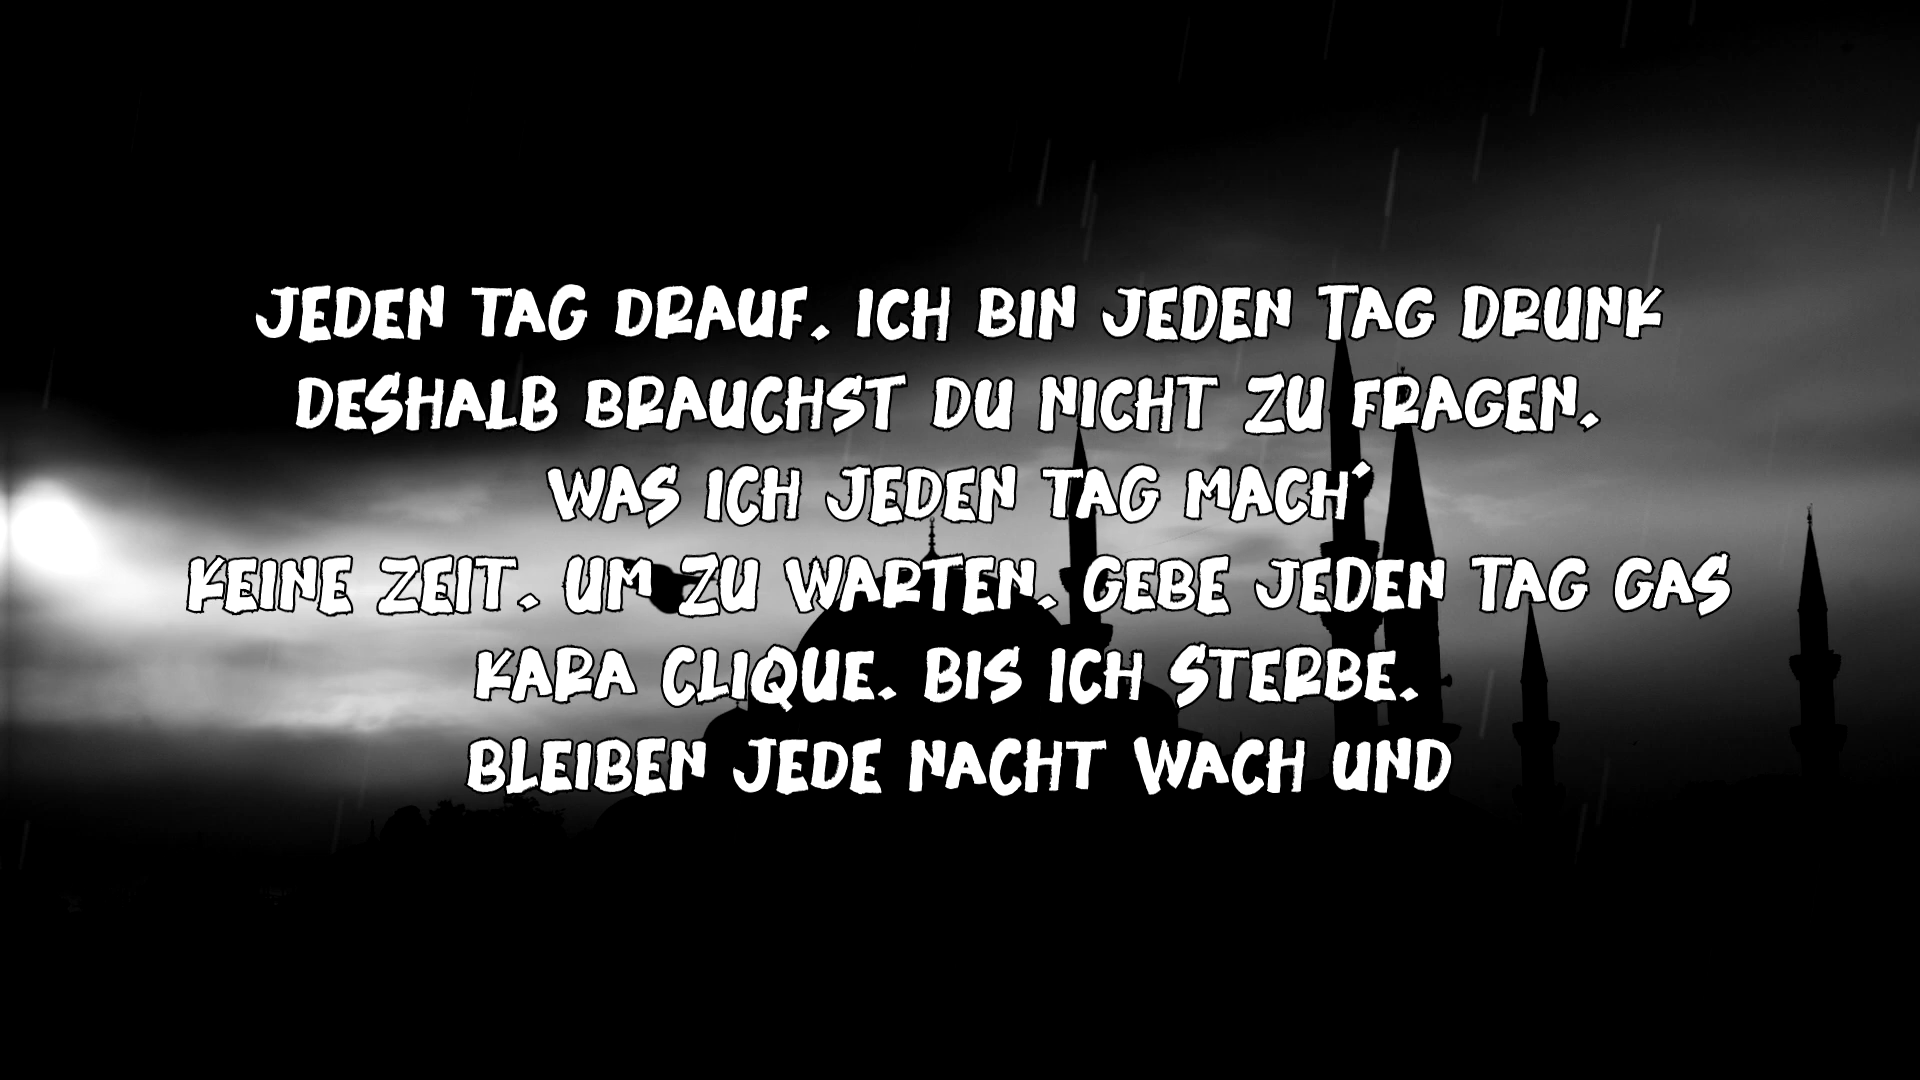 JEDEN TAG DRAUF, ICH BIN JEDEN TAG DRUNK
DESHALB BRAUCHST DU NICHT ZU FRAGEN,
WAS ICH JEDEN TAG MACH´
KEINE ZEIT, UM ZU WARTEN, GEBE JEDEN TAG GAS
KARA CLIQUE, BIS ICH STERBE,
BLEIBEN JEDE NACHT WACH UND